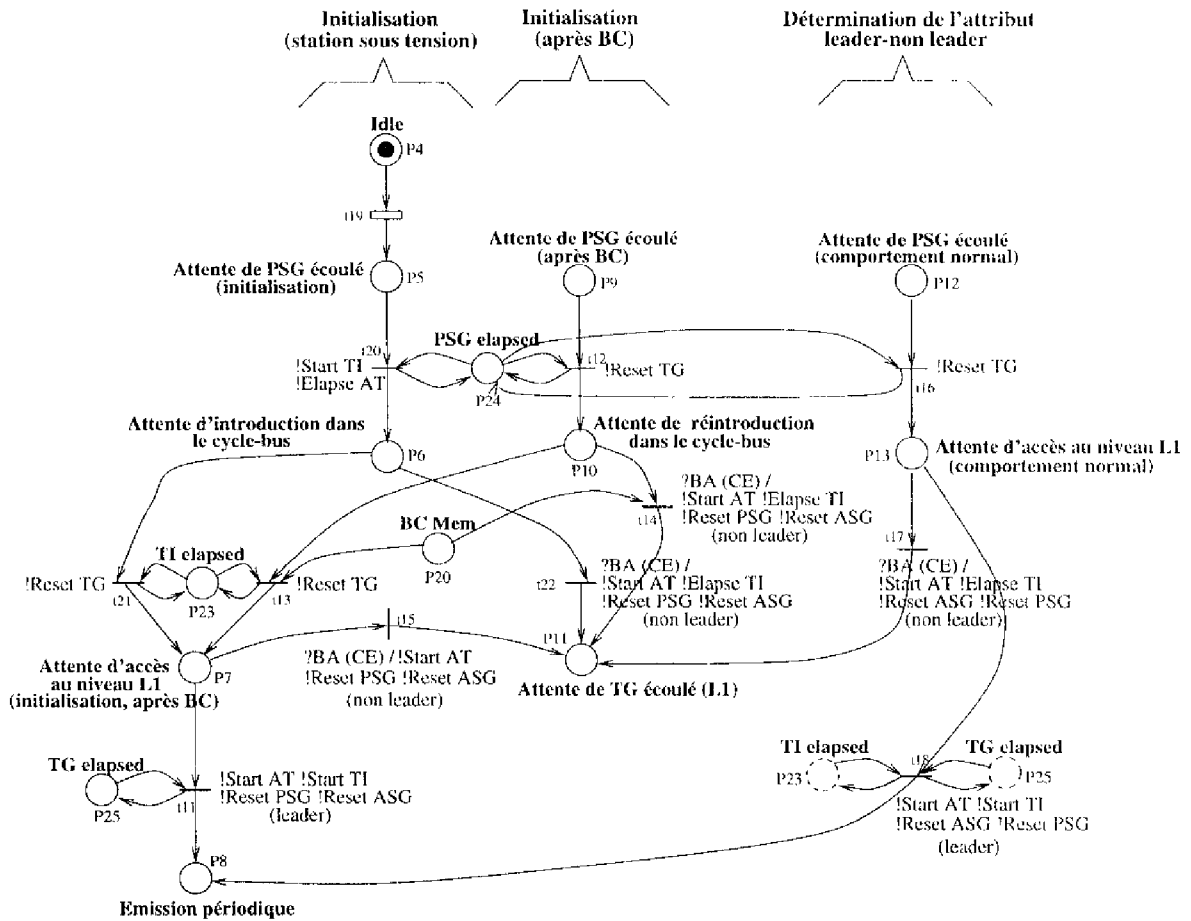 Initialisation
(station sous tension)
Initialisation
(après BC)
Détermination de l'attribut
leader-non leader
Idle
P4
t19
Attente de PSG écoulé
(initialisation)
P5
Attente de PSG écoulé
(après BC)
P9
Attente de PSG écoulé
(comportement normal)
P12
t20
!Start TI
!Elapse AT
PSG elapsed
P24
t12
!Reset TG
!Reset TG
t16
Attente d'introduction dans
le cycle-bus
P6
Attente de réintroduction
dans le cycle-bus
P10
P13
Attente d'accès au niveau L1
(comportement normal)
BC Mem
P20
?BA (CE) /
!Start AT !Elapse TI
!Reset PSG !Reset ASG
(non leader)
t14
t17
TI elapsed
P23
!Reset TG
t21
!Reset TG
t13
t22
?BA (CE) /
!Start AT !Elapse TI
!Reset PSG !Reset ASG
(non leader)
?BA (CE) /
!Start AT !Elapse TI
!Reset ASG !Reset PSG
(non leader)
t15
?BA (CE) / !Start AT
!Reset PSG !Reset ASG
(non leader)
P11
Attente de TG écoulé (L1)
Attente d'accès
au niveau L1
(initialisation, après BC)
P7
TG elapsed
P25
t11
!Start AT !Start TI
!Reset PSG !Reset ASG
(leader)
TI elapsed
P23
t18
TG elapsed
P25
!Start AT !Start TI
!Reset ASG !Reset PSG
(leader)
P8
Emission périodique